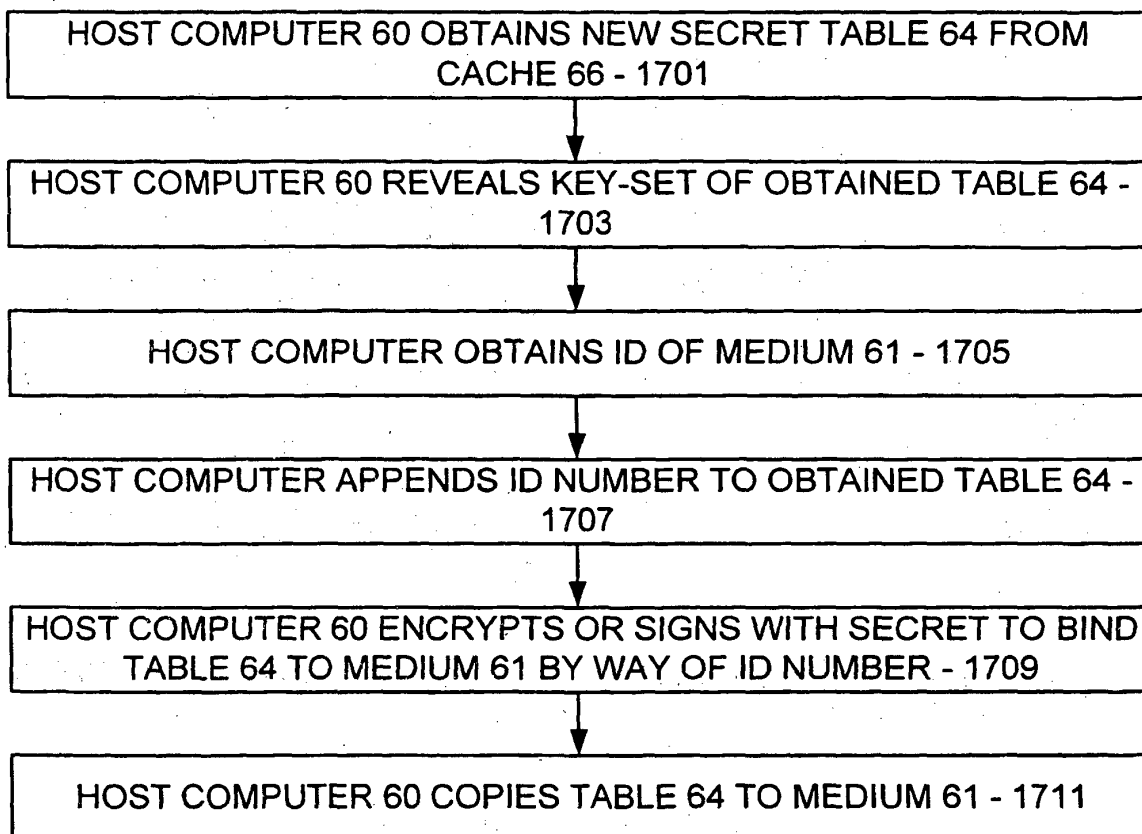 HOST COMPUTER 60 OBTAINS NEW SECRET TABLE 64 FROM
CACHE 66 - 1701
HOST COMPUTER 60 REVEALS KEY-SET OF OBTAINED TABLE 64 -
1703
HOST COMPUTER OBTAINS ID OF MEDIUM 61 - 1705
HOST COMPUTER APPENDS ID NUMBER TO OBTAINED TABLE 64 -
1707
HOST COMPUTER 60 ENCRYPTS OR SIGNS WITH SECRET TO BIND
TABLE 64 TO MEDIUM 61 BY WAY OF ID NUMBER - 1709
HOST COMPUTER 60 COPIES TABLE 64 TO MEDIUM 61 - 1711